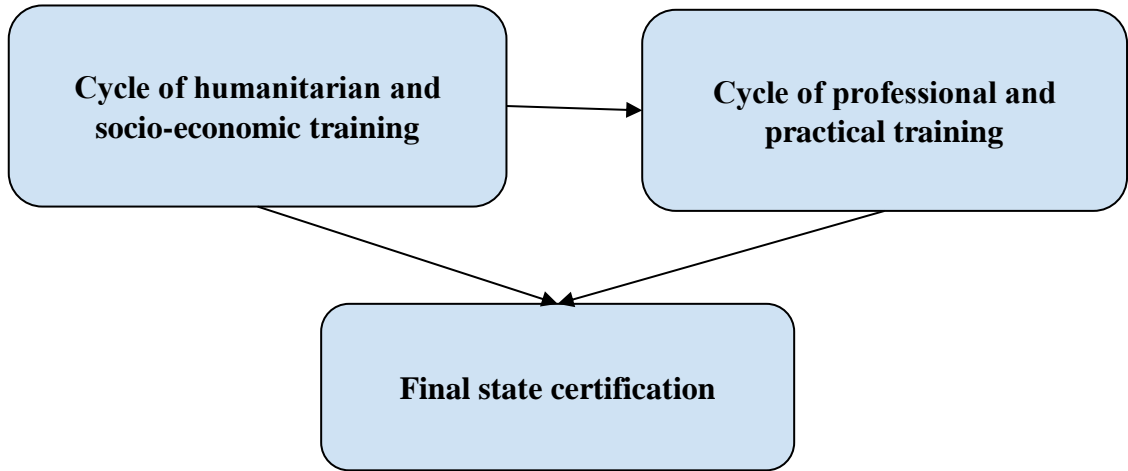 Cycle of humanitarian and
socio-economic training
Cycle of professional and
practical training
Final state certification